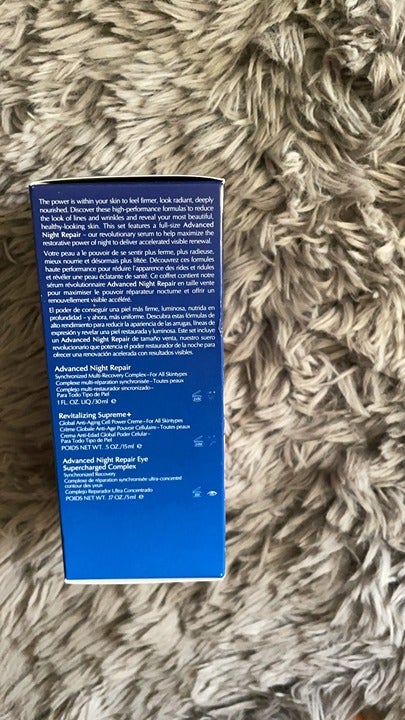 The power is within your skin to feel firmer, look radiant, deeply
nourished. Discover these high-performance formulas to reduce
the look of lines and wrinkles and reveal your most beautiful,
healthy-looking skin. This set features a full-size Advanced
Night Repair – our revolutionary serum to help maximize the
restorative power of night to deliver accelerated visible renewal.
Votre peau a le pouvoir de se sentir plus ferme, plus radieuse,
mieux nourrie et désormais plus liftée. Découvrez ces formules
haute performance pour réduire l'apparence des rides et ridules
et révéler une peau éclatante de santé. Ce coffret contient notre
sérum révolutionnaire Advanced Night Repair en taille vente
pour maximiser le pouvoir réparateur nocturne et offrir un
renouvellement visible accéléré.
El poder de conseguir una piel más firme, luminosa, nutrida en
profundidad – y ahora, más uniforme. Descubra estas fórmulas de
alto rendimiento para reducir la apariencia de las arrugas, líneas de
expresión y revelar una piel restaurada y luminosa. Este set incluye
un Advanced Night Repair de tamaño venta, nuestro suero
revolucionario que potencia el poder restaurador de la noche para
ofrecer una renovación acelerada con resultados visibles.
Advanced Night Repair
Synchronized Multi-Recovery Complex – For All Skintypes
Complexe multi-réparation synchronisée – Toutes peaux
Complejo multi-restaurador sincronizado –
Para Todo Tipo de Piel
1 FL. OZ. LIQ./30ml e
Revitalizing Supreme+
Global Anti-Aging Cell Power Creme – For All Skintypes
Crème Globale Anti-Age Pouvoir Cellulaire – Toutes peaux
Crema Anti-Edad Global Poder Celular –
Para Todo Tipo de Piel
POIDS NET WT. .5 OZ./15ml e
Advanced Night Repair Eye
Supercharged Complex
Synchronized Recovery
Complexe de réparation synchronisée ultra-concentré
contour des yeux
Complejo Reparador Ultra Concentrado
POIDS NET WT. .17 OZ./5ml e